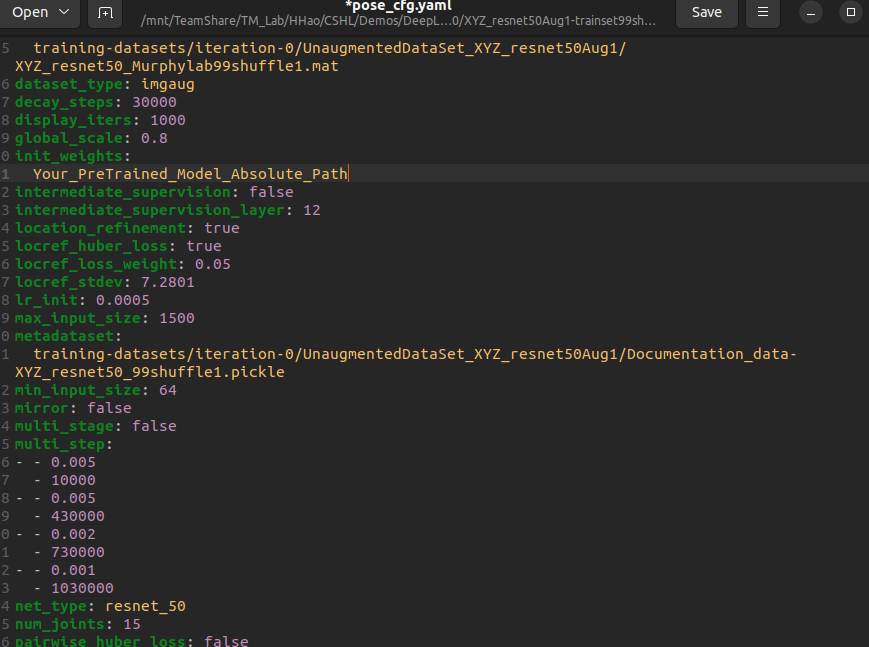 Open
*pose_cfg.yaml
/mnt/TeamShare/TM_Lab/HHao/CSHL/Demos/DeepL...0/XYZ_resnet50Aug1-trainset99sh...
Save
5 training-datasets/iteration-0/UnaugmentedDataSet_XYZ_resnet50Aug1/
XYZ_resnet50_Murphylab99shuffle1.mat
6 dataset_type: imgaug
7 decay_steps: 30000
8 display_iters: 1000
9 global_scale: 0.8
0 init_weights:
1 Your_PreTrained_Model_Absolute_Path
2 intermediate_supervision: false
3 intermediate_supervision_layer: 12
4 location_refinement: true
5 locref_huber_loss: true
6 locref_loss_weight: 0.05
7 locref_stdev: 7.2801
8 lr_init: 0.0005
9 max_input_size: 1500
0 metadataset:
1 training-datasets/iteration-0/UnaugmentedDataSet_XYZ_resnet50Aug1/Documentation_data-
XYZ_resnet50_99shuffle1.pickle
2 min_input_size: 64
3 mirror: false
4 multi_stage: false
5 multi_step:
6 - - 0.005
7 - 10000
8 - - 0.005
9 - 430000
0 - - 0.002
1 - 730000
2 - - 0.001
3 - 1030000
4 net_type: resnet_50
5 num_joints: 15
6 pairwise_huber_loss: false